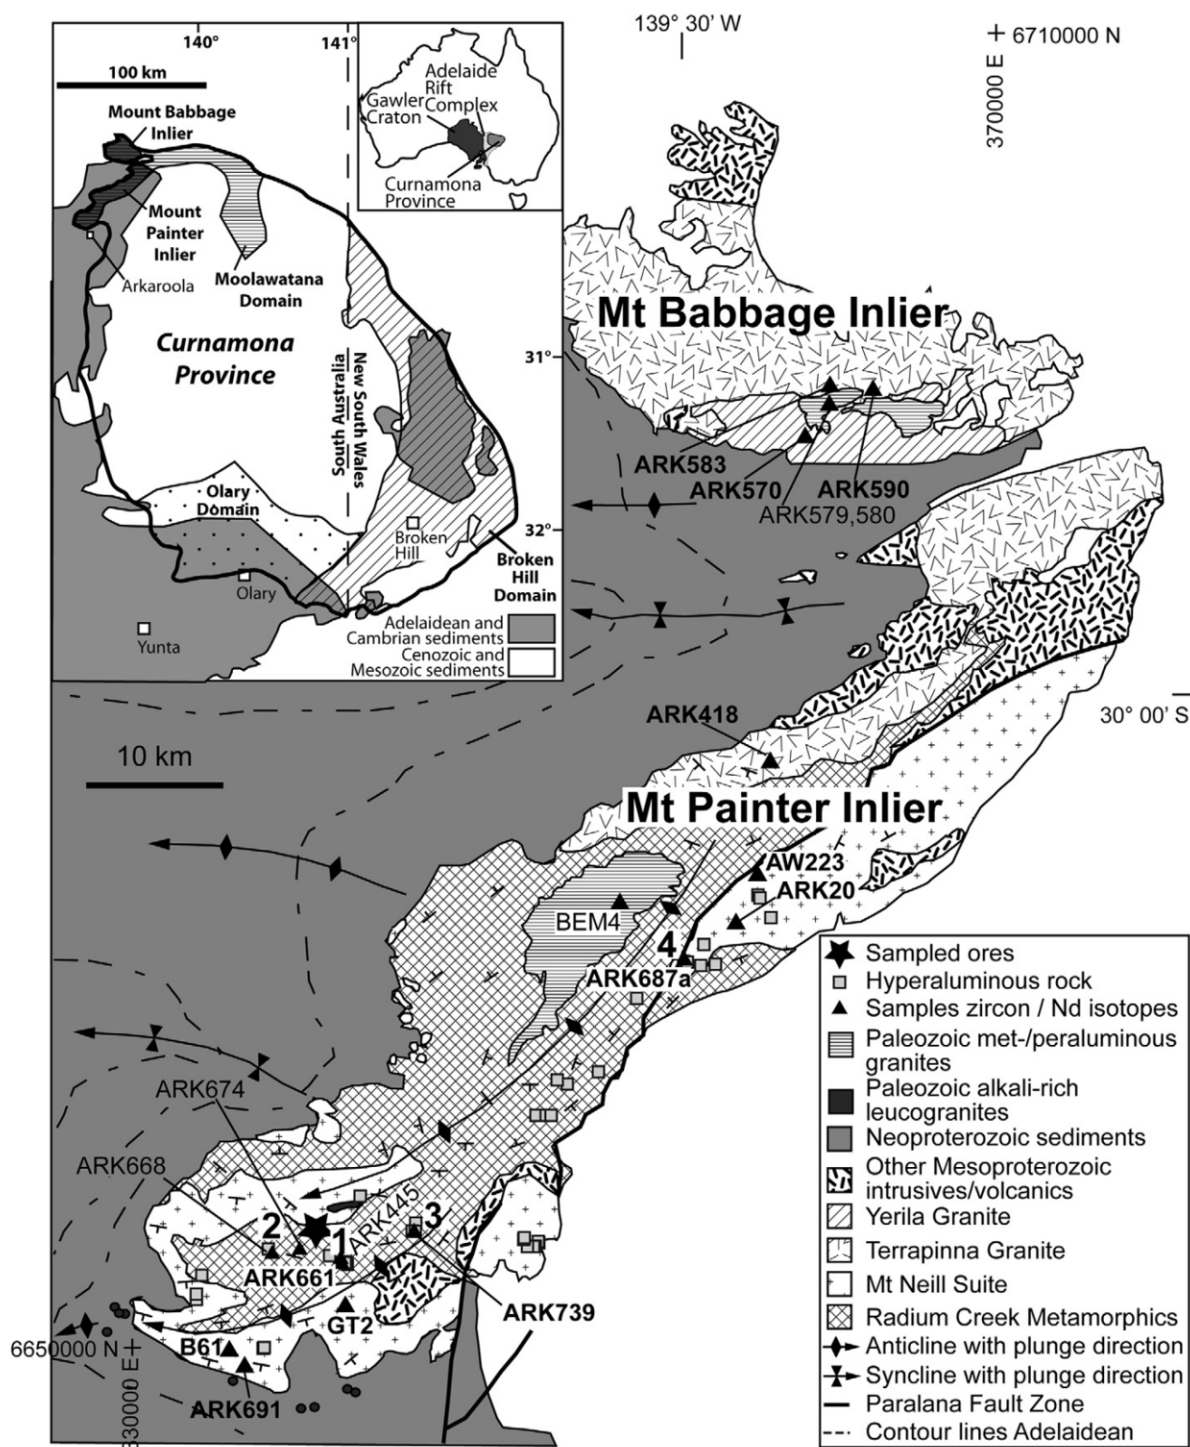 139° 30' W
6710000 N
370000 E
140°
141°
100 km
Mount Babbage
Inlier
Adelaide
Rift
Complex
Gawler
Craton
Curnamona
Province
Mount
Painter
Inlier
Arkaroola
Moolawatana
Domain
Curnamona
Province
New South Wales
South Australia
31°
32°
Olary
Domain
Broken
Hill
Broken
Hill
Domain
Olary
Yunta
Adelaidean and
Cambrian sediments
Cenozoic and
Mesozoic sediments
Mt Babbage Inlier
ARK583
ARK570
ARK590
ARK579,580
30° 00' S
ARK418
10 km
Mt Painter Inlier
AW223
ARK20
BEM4
4
ARK687a
ARK674
ARK668
2
1
ARK445
3
ARK661
ARK739
GT2
B61
ARK691
6650000 N
330000 E
Sampled ores
Hyperaluminous rock
Samples zircon / Nd isotopes
Paleozoic met-/peraluminous
granites
Paleozoic alkali-rich
leucogranites
Neoproterozoic sediments
Other Mesoproterozoic
intrusives/volcanics
Yerila Granite
Terrapinna Granite
Mt Neill Suite
Radium Creek Metamorphics
Anticline with plunge direction
Syncline with plunge direction
Paralana Fault Zone
Contour lines Adelaidean